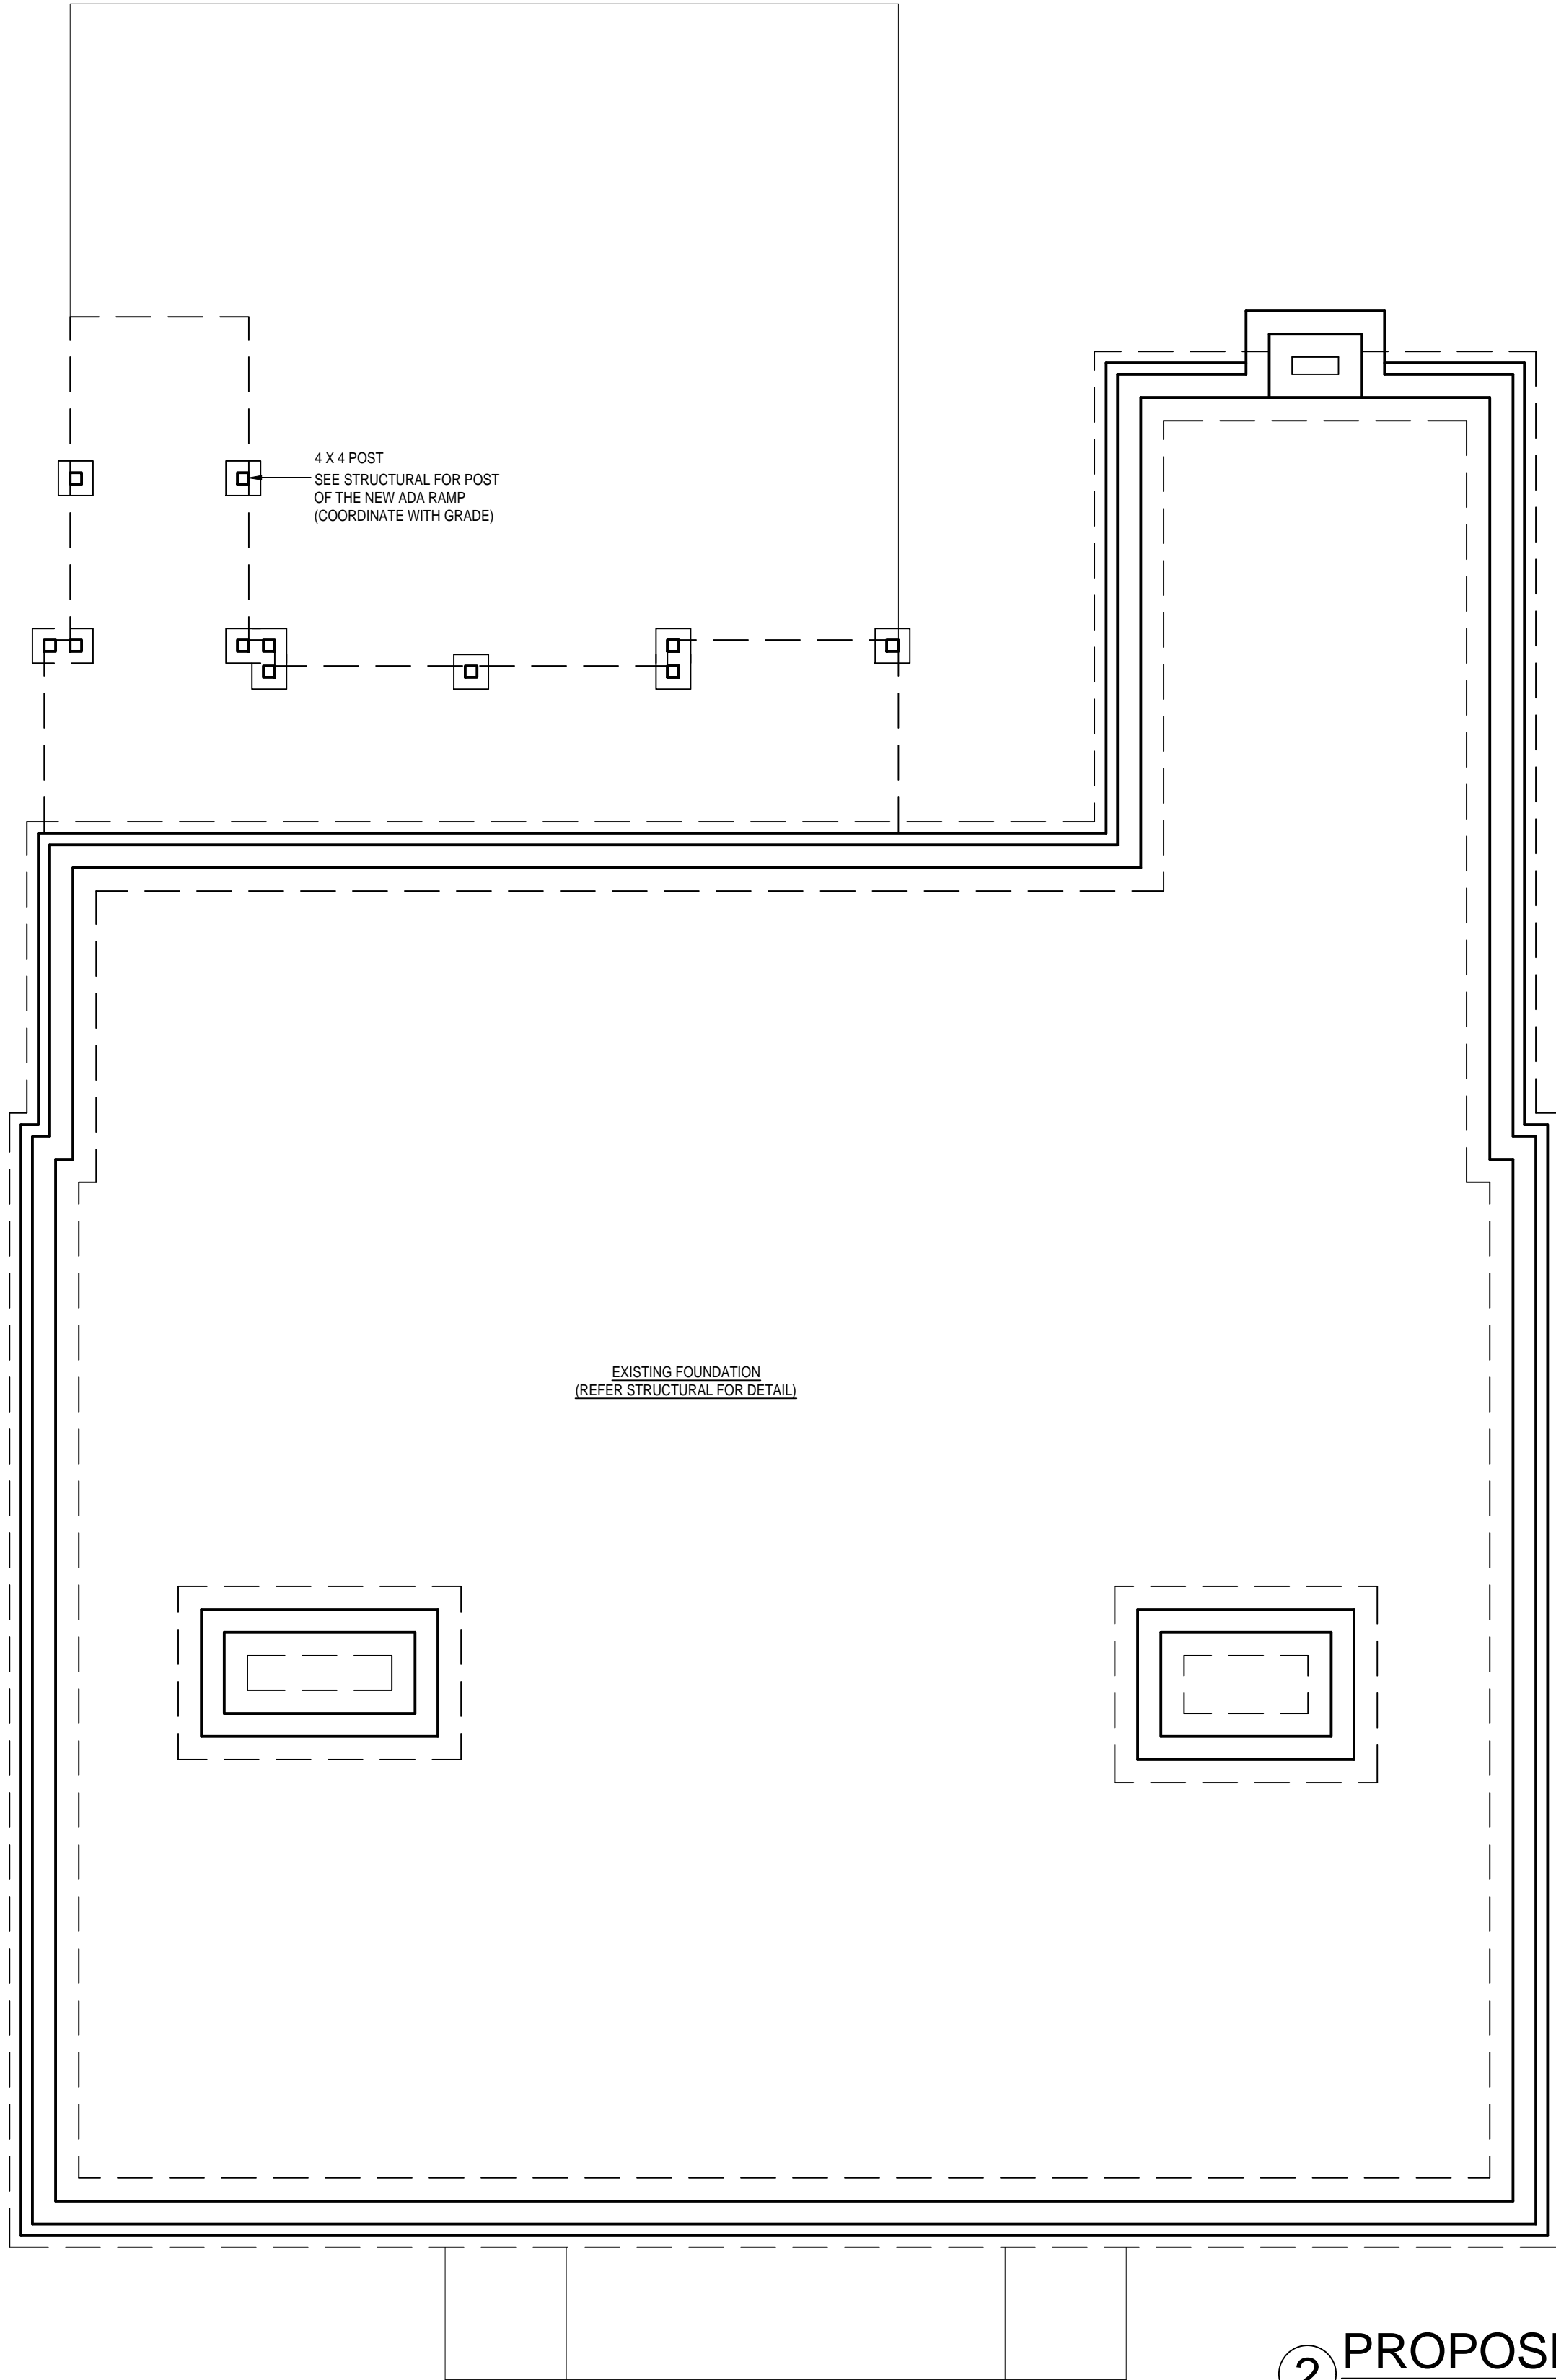 4 X 4 POST
SEE STRUCTURAL FOR POST
OF THE NEW ADA RAMP
(COORDINATE WITH GRADE)
EXISTING FOUNDATION
(REFER STRUCTURAL FOR DETAIL)
2